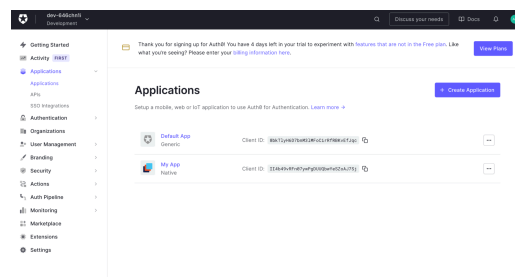 dev-646chnli
Development
Discuss your needs
Docs
Getting Started
Activity FIRST
Applications
Applications
APIs
SSO Integrations
Authentication
Organizations
User Management
Branding
Security
Actions
Auth Pipeline
Monitoring
Marketplace
Extensions
Settings
Thank you for signing up for Auth0! You have 4 days left in your trial to experiment with features that are not in the Free plan. Like
what you're seeing? Please enter your billing information here.
View Plans
Applications
+ Create Application
Setup a mobile, web or IoT application to use Auth0 for Authentication. Learn more →
Default App
Generic
Client ID:
My App
Native
Client ID: